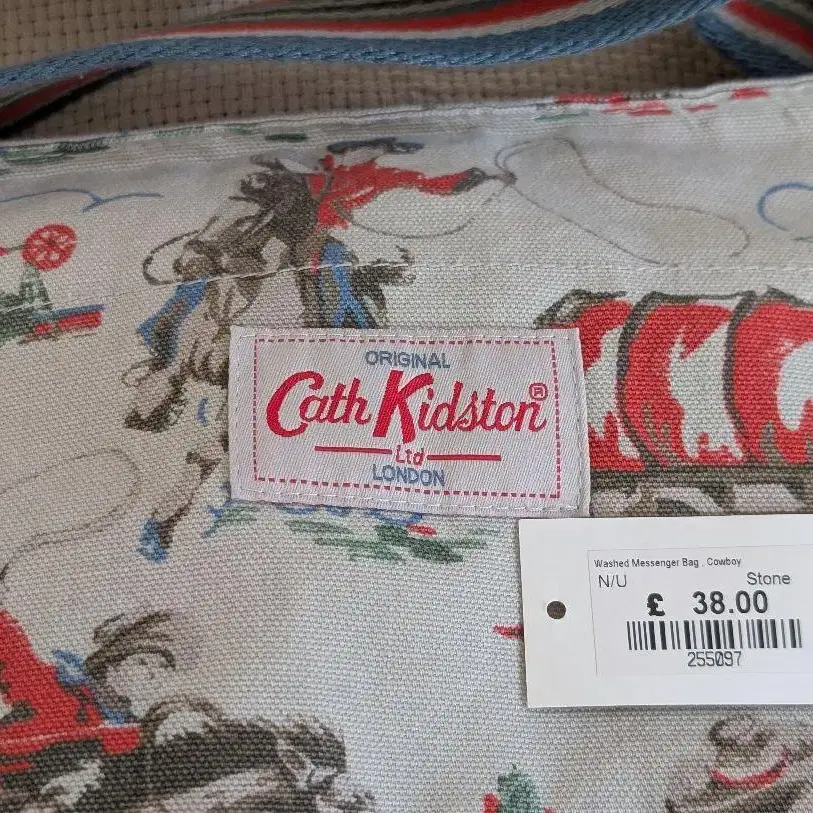 ORIGINAL
Cath Kidston®
Ltd
LONDON
Washed Messenger Bag , Cowboy
N/U Stone
£ 38.00
255097